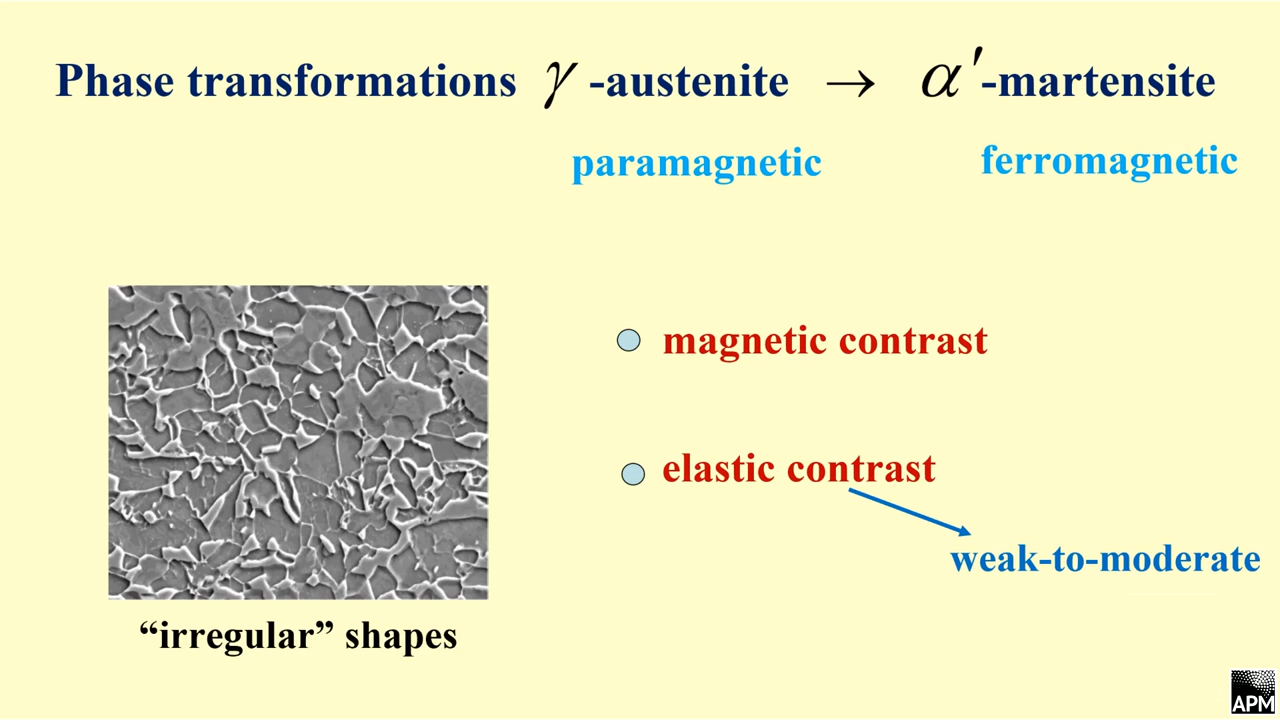 Phase transformations γ -austenite → α′-martensite
paramagnetic ferromagnetic
magnetic contrast
elastic contrast
weak-to-moderate
“irregular” shapes
APM